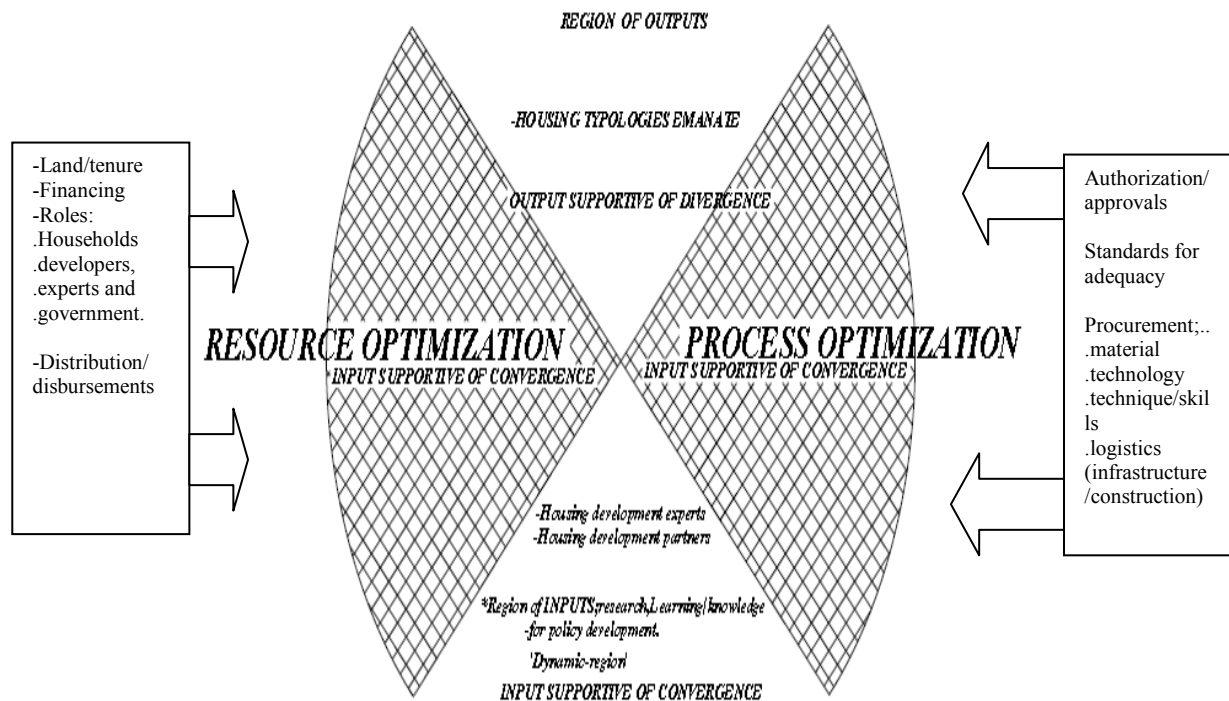 REGION OF OUTPUTS
-HOUSING TYPOLOGIES EMANATE
OUTPUT SUPPORTIVE OF DIVERGENCE
-Land/tenure
-Financing
-Roles:
.Households
.developers,
.experts and
.government.
-Distribution/
disbursements
RESOURCE OPTIMIZATION
INPUT SUPPORTIVE OF CONVERGENCE
PROCESS OPTIMIZATION
INPUT SUPPORTIVE OF CONVERGENCE
Authorization/
approvals
Standards for
adequacy
Procurement;..
.material
.technology
.technique/skil
ls
.logistics
(infrastructure
/construction)
-Housing development experts
-Housing development partners
*Region of INPUTS,research,Learning/knowledge
-for policy development.
'Dynamic-region'
INPUT SUPPORTIVE OF CONVERGENCE